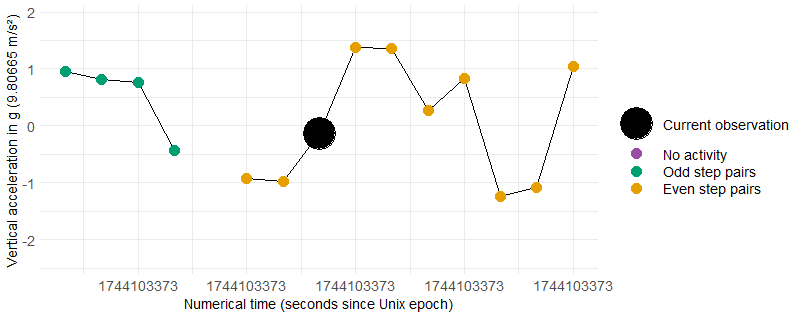 2
1
0
-1
-2
Vertical acceleration in g (9.80665 m/s²)
1744103373 1744103373 1744103373 1744103373 1744103373
Numerical time (seconds since Unix epoch)
Current observation
No activity
Odd step pairs
Even step pairs